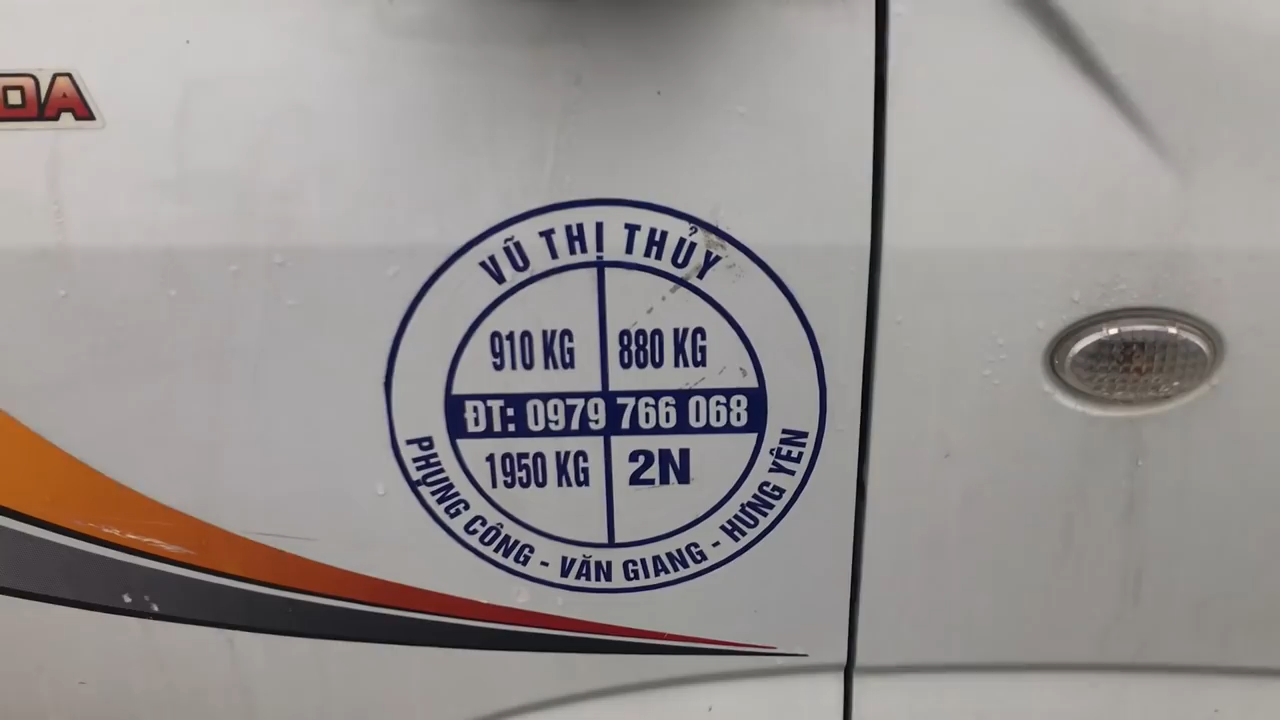 OA
VŨ THỊ THỦY
910 KG
880 KG
ĐT: 0979 766 068
1950 KG
2N
PHỤNG CÔNG - VĂN GIANG - HƯNG YÊN